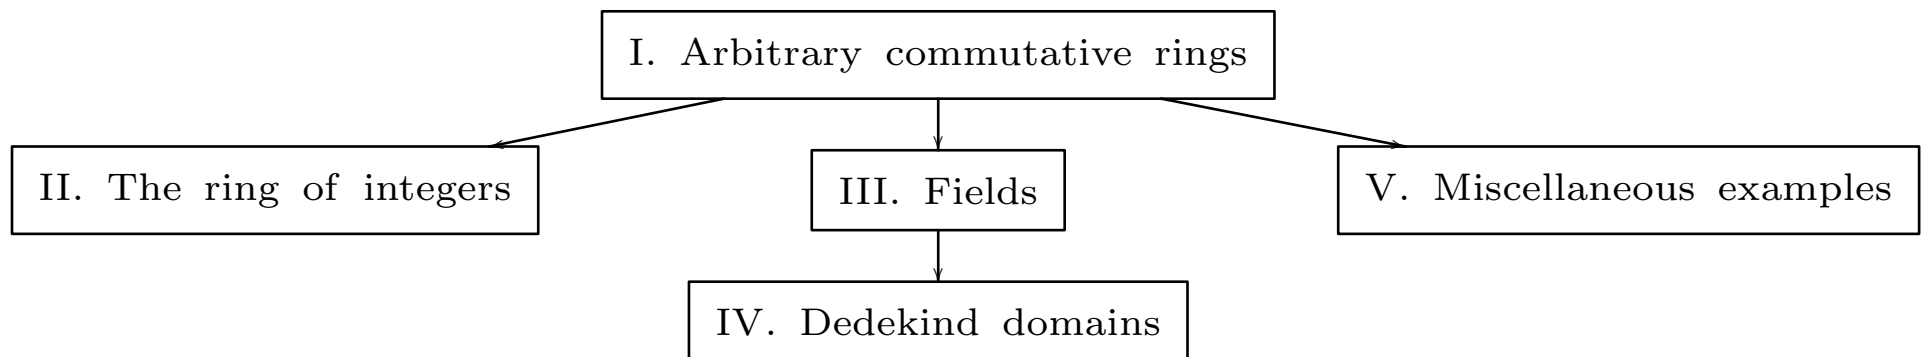 I. Arbitrary commutative rings
II. The ring of integers
III. Fields
V. Miscellaneous examples
IV. Dedekind domains